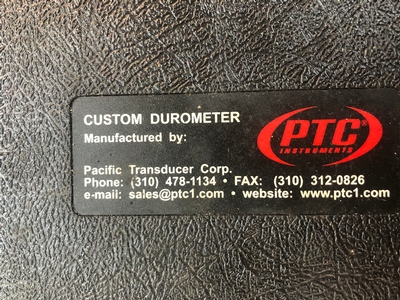 CUSTOM DUROMETER
Manufactured by:
PTC®
INSTRUMENTS
Pacific Transducer Corp.
Phone: (310) 478-1134 • FAX: (310) 312-0826
e-mail: sales@ptc1.com • website: www.ptc1.com